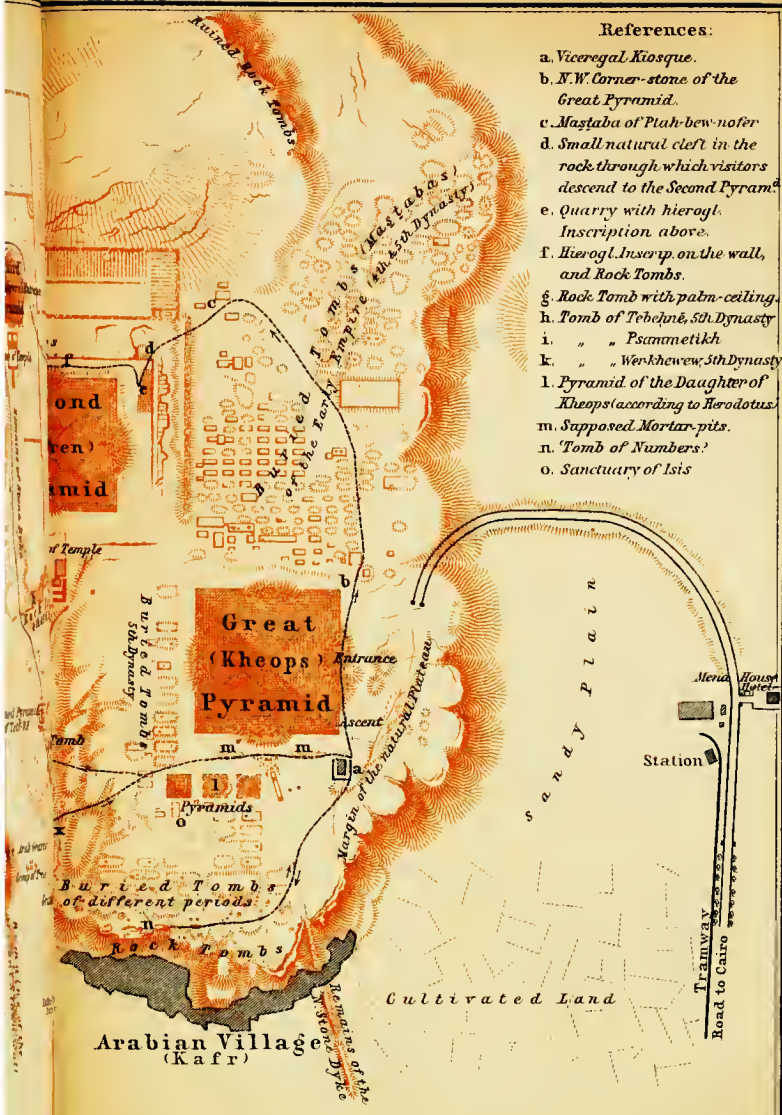 References:
a. Viceregal Kiosque.
b. N.W. Corner-stone of the
Great Pyramid.
c. Mastaba of Ptah-bew-nofer
d. Small natural cleft in the
rock through which visitors
descend to the Second Pyramd.
e. Quarry with hierogl.
Inscription above.
f. Hierogl. Inscrip. on the wall,
and Rock Tombs.
g. Rock Tomb with palm-ceiling.
h. Tomb of Tebehnê, 5th Dynasty
i. „ „ Psammetikh
k. „ „ Werkhewew, 5th Dynasty
l. Pyramid of the Daughter of
Kheops (according to Herodotus)
m. Supposed Mortar-pits.
n. 'Tomb of Numbers'.
o. Sanctuary of Isis
Ruined Rock Tombs
Buried Tombs (Mastabas)
of the Early Empire (4th & 5th Dynasty)
c
d
e
f
ond
ren)
amid
of Temple
b
Buried Tombs
5th Dynasty
Great
(Kheops)
Pyramid
Entrance
Ascent
m m
a
l
Pyramids
o
Tomb
Margin of the natural Plateau
Sandy Plain
Mena House
Hotel
Station
Buried Tombs
of different periods
n
Rock Tombs
Arabian Village
(Kafr)
Remains of the
Stone Dyke
Cultivated Land
Tramway
Road to Cairo